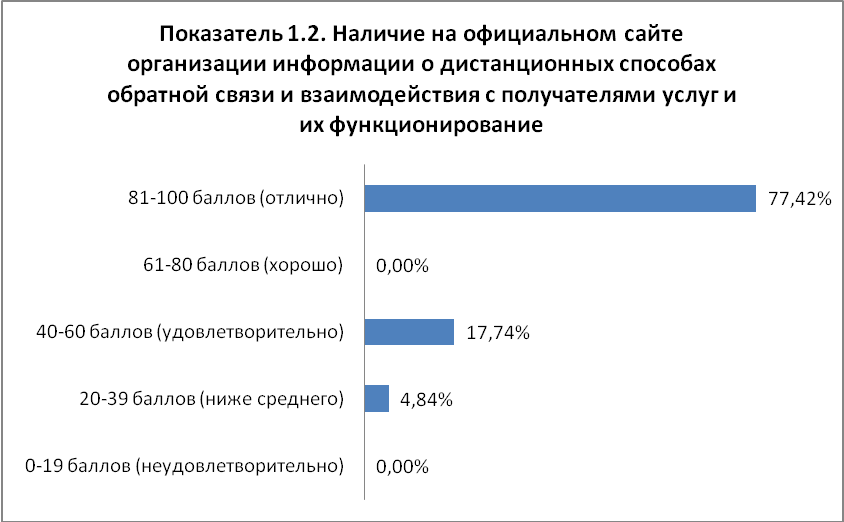 Показатель 1.2. Наличие на официальном сайте
организации информации о дистанционных способах
обратной связи и взаимодействия с получателями услуг и
их функционирование
81-100 баллов (отлично)
77,42%
61-80 баллов (хорошо)
0,00%
40-60 баллов (удовлетворительно)
17,74%
20-39 баллов (ниже среднего)
4,84%
0-19 баллов (неудовлетворительно)
0,00%